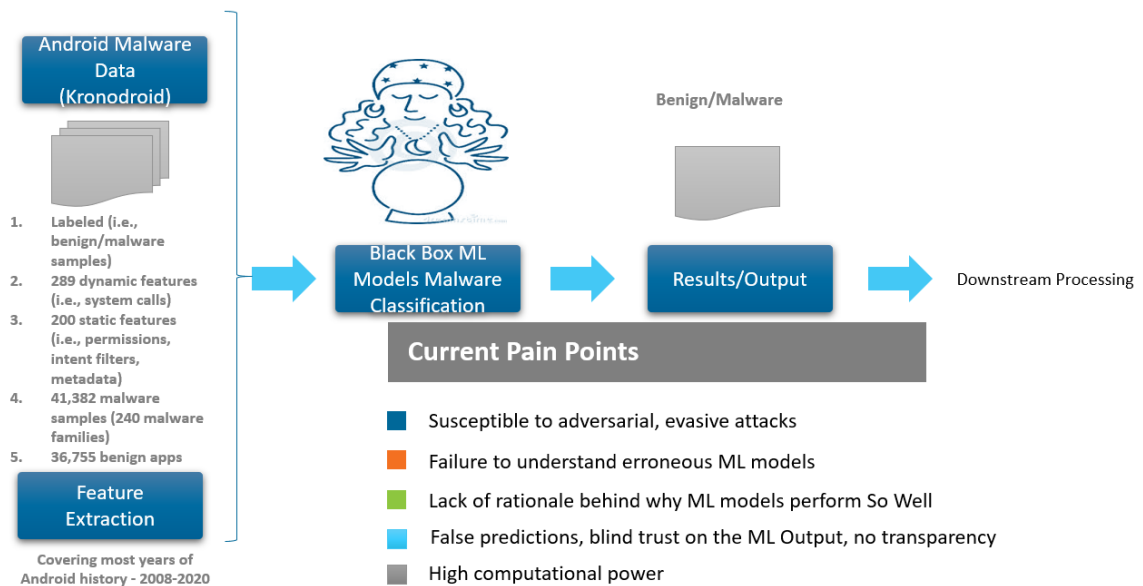 Android Malware
Data
(Kronodroid)
1. Labeled (i.e.,
benign/malware
samples)
2. 289 dynamic features
(i.e., system calls)
3. 200 static features
(i.e., permissions,
intent filters,
metadata)
4. 41,382 malware
samples (240 malware
families)
5. 36,755 benign apps
Feature
Extraction
Covering most years of
Android history - 2008-2020
Black Box ML
Models Malware
Classification
Benign/Malware
Results/Output
Downstream Processing
Current Pain Points
Susceptible to adversarial, evasive attacks
Failure to understand erroneous ML models
Lack of rationale behind why ML models perform So Well
False predictions, blind trust on the ML Output, no transparency
High computational power